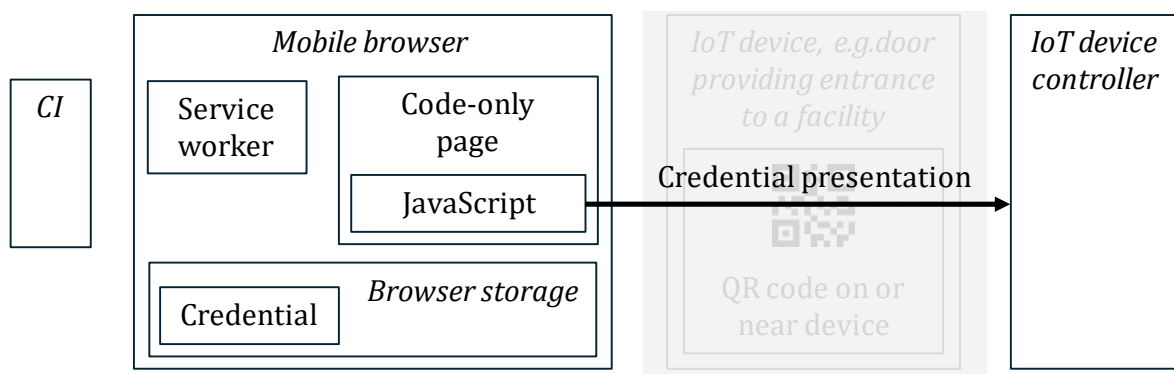 CI
Mobile browser
Service
worker
Code-only
page
JavaScript
Browser storage
Credential
IoT device, e.g.door
providing entrance
to a facility
Credential presentation
QR code on or
near device
IoT device
controller